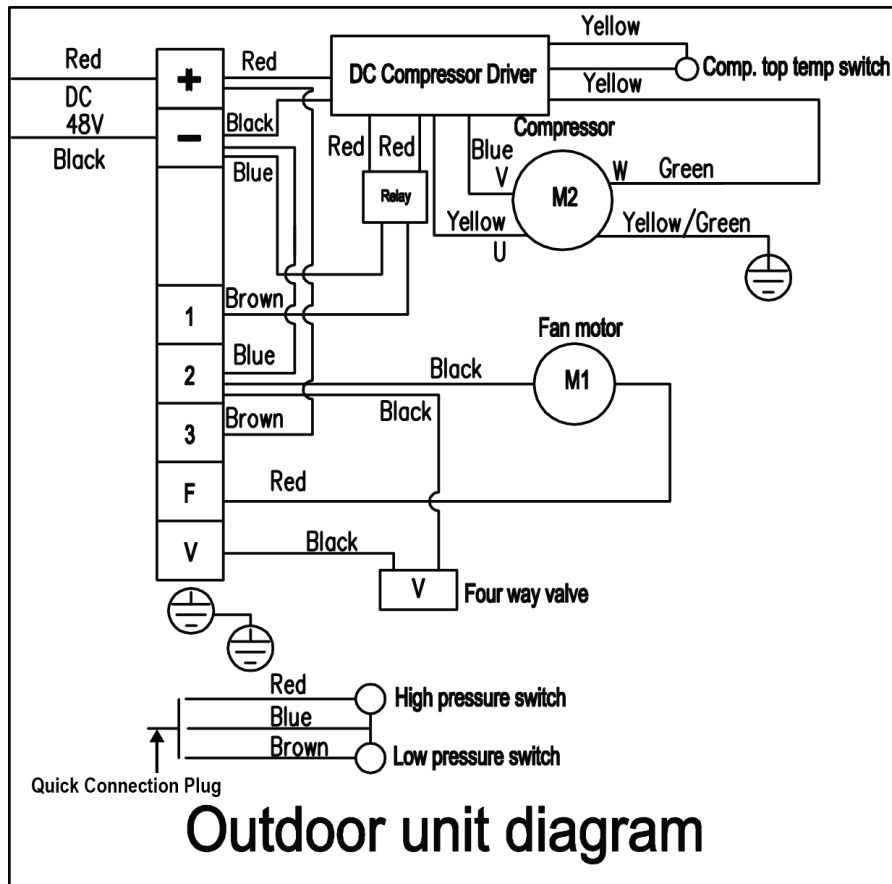 Yellow
Red
+
Red
DC Compressor Driver
Comp. top temp switch
DC
48V
Yellow
Black
−
Black
Red Red
Blue
Compressor
V
Blue
Relay
M2
W
Green
Yellow
U
Yellow/Green
Brown
1
Fan motor
Blue
2
Black
M1
Black
Brown
3
Red
F
Black
V
V
Four way valve
Red
High pressure switch
Blue
Brown
Low pressure switch
Quick Connection Plug
Outdoor unit diagram